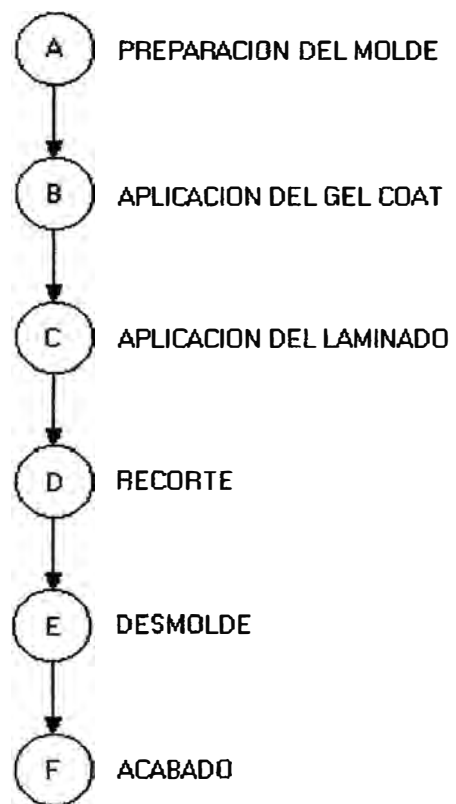 A PREPARACION DEL MOLDE
B APLICACION DEL GEL COAT
C APLICACION DEL LAMINADO
D RECORTE
E DESMOLDE
F ACABADO